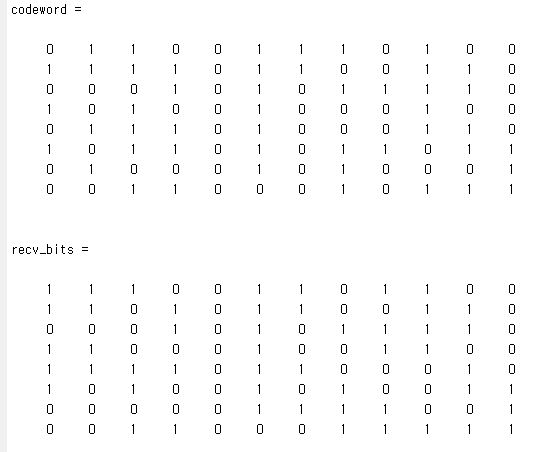 codeword =
0 1 1 0 0 1 1 1 0 1 0 0
1 1 1 1 0 1 1 0 0 1 1 0
0 0 0 1 0 1 0 1 1 1 1 0
1 0 1 0 0 1 0 0 0 1 0 0
0 1 1 1 0 1 0 0 0 1 1 0
1 0 1 1 0 1 0 1 1 0 1 1
0 1 0 0 0 1 0 1 0 0 0 1
0 0 1 1 0 0 0 1 0 1 1 1
recv_bits =
1 1 1 0 0 1 1 0 1 1 0 0
1 1 0 1 0 1 1 0 0 1 1 0
0 0 0 1 0 1 0 1 1 1 1 0
1 1 0 0 0 1 0 0 1 1 0 0
1 1 1 1 0 1 1 0 0 0 1 0
1 0 1 0 0 1 0 1 0 0 1 1
0 0 0 0 0 1 1 1 1 0 0 1
0 0 1 1 0 0 0 1 1 1 1 1